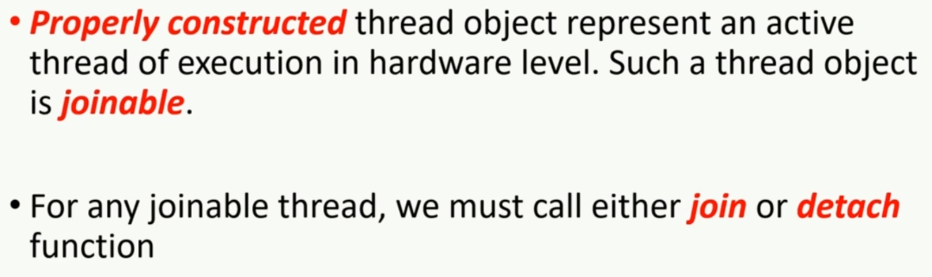 • Properly constructed thread object represent an active
thread of execution in hardware level. Such a thread object
is joinable.
• For any joinable thread, we must call either join or detach
function